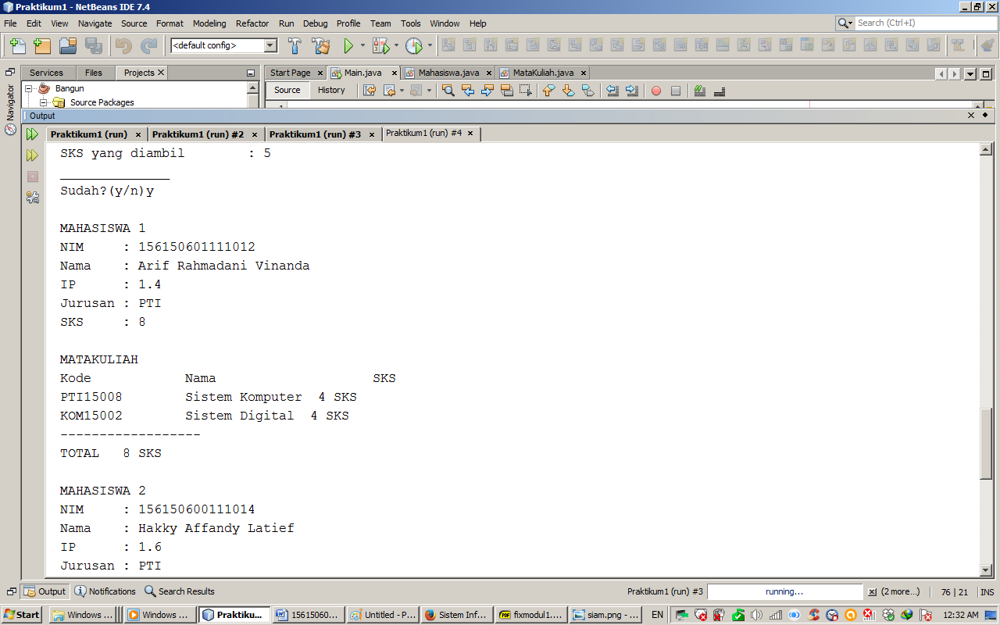 Praktikum1 - NetBeans IDE 7.4
File Edit View Navigate Source Format Modeling Refactor Run Debug Profile Team Tools Window Help
Search (Ctrl+I)
<default config>
Services Files Projects
Start Page Main.java Mahasiswa.java MataKuliah.java
Navigator
Bangun
Source Packages
Source History
1
Output
Praktikum1 (run) Praktikum1 (run) #2 Praktikum1 (run) #3 Praktikum1 (run) #4
SKS yang diambil : 5
______________
Sudah?(y/n)y
MAHASISWA 1
NIM : 156150601111012
Nama : Arif Rahmadani Vinanda
IP : 1.4
Jurusan : PTI
SKS : 8
MATAKULIAH
Kode Nama SKS
PTI15008 Sistem Komputer 4 SKS
KOM15002 Sistem Digital 4 SKS
------------------
TOTAL 8 SKS
MAHASISWA 2
NIM : 156150600111014
Nama : Hakky Affandy Latief
IP : 1.6
Jurusan : PTI
Output Notifications Search Results
Praktikum1 (run) #3 running... (2 more...) 76 | 21 INS
Start Windows ... Windows ... Praktiku... 15615060... Untitled - P... Sistem Inf... fixmodul1.... siam.png - ... EN 12:32 AM